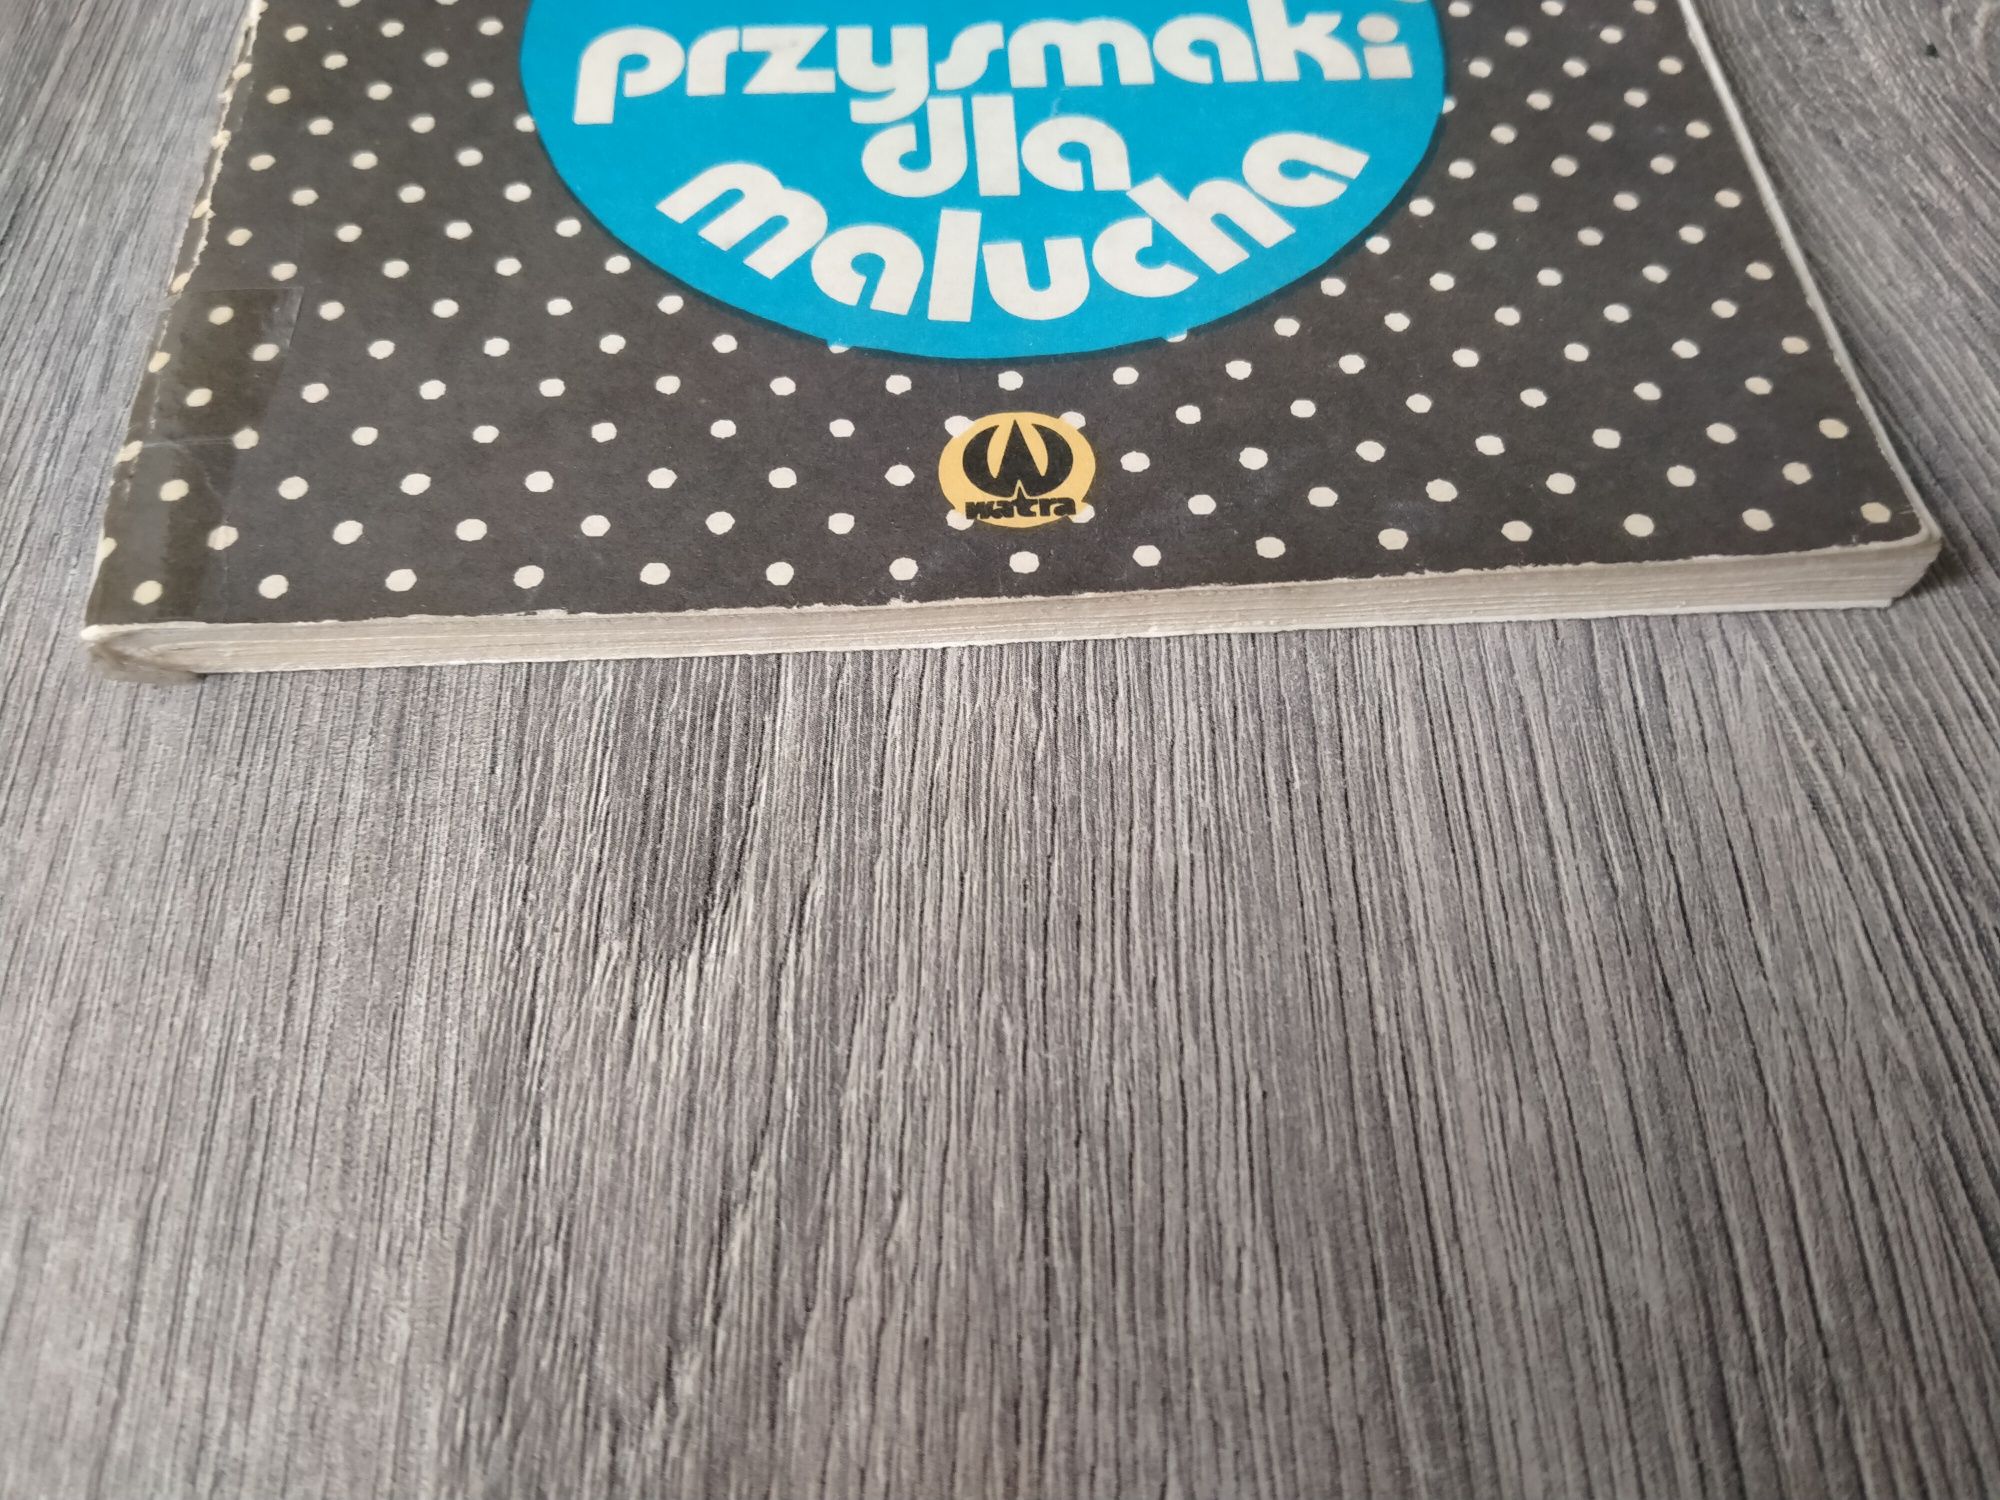 przysmaki
dla
malucha
watra